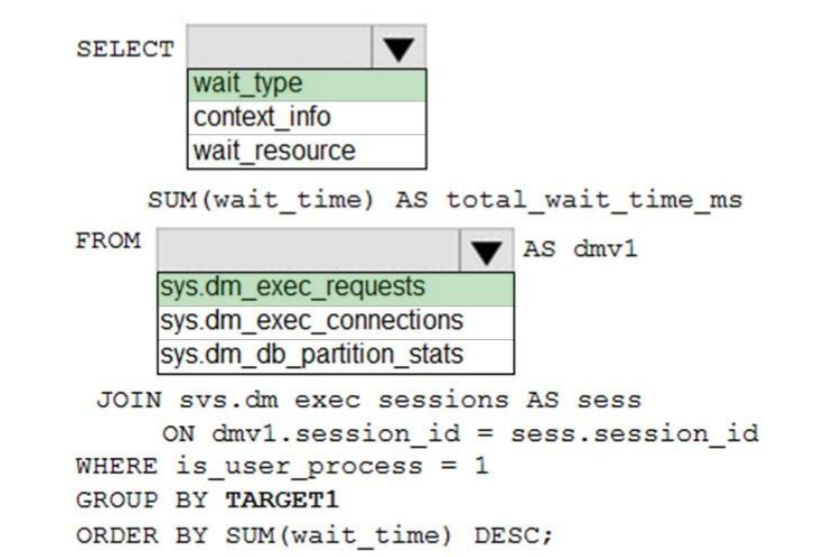 SELECT
wait_type
context_info
wait_resource
SUM(wait_time) AS total_wait_time_ms
FROM AS dmv1
sys.dm_exec_requests
sys.dm_exec_connections
sys.dm_db_partition_stats
JOIN svs.dm exec sessions AS sess
ON dmv1.session_id = sess.session_id
WHERE is_user_process = 1
GROUP BY TARGET1
ORDER BY SUM(wait_time) DESC;